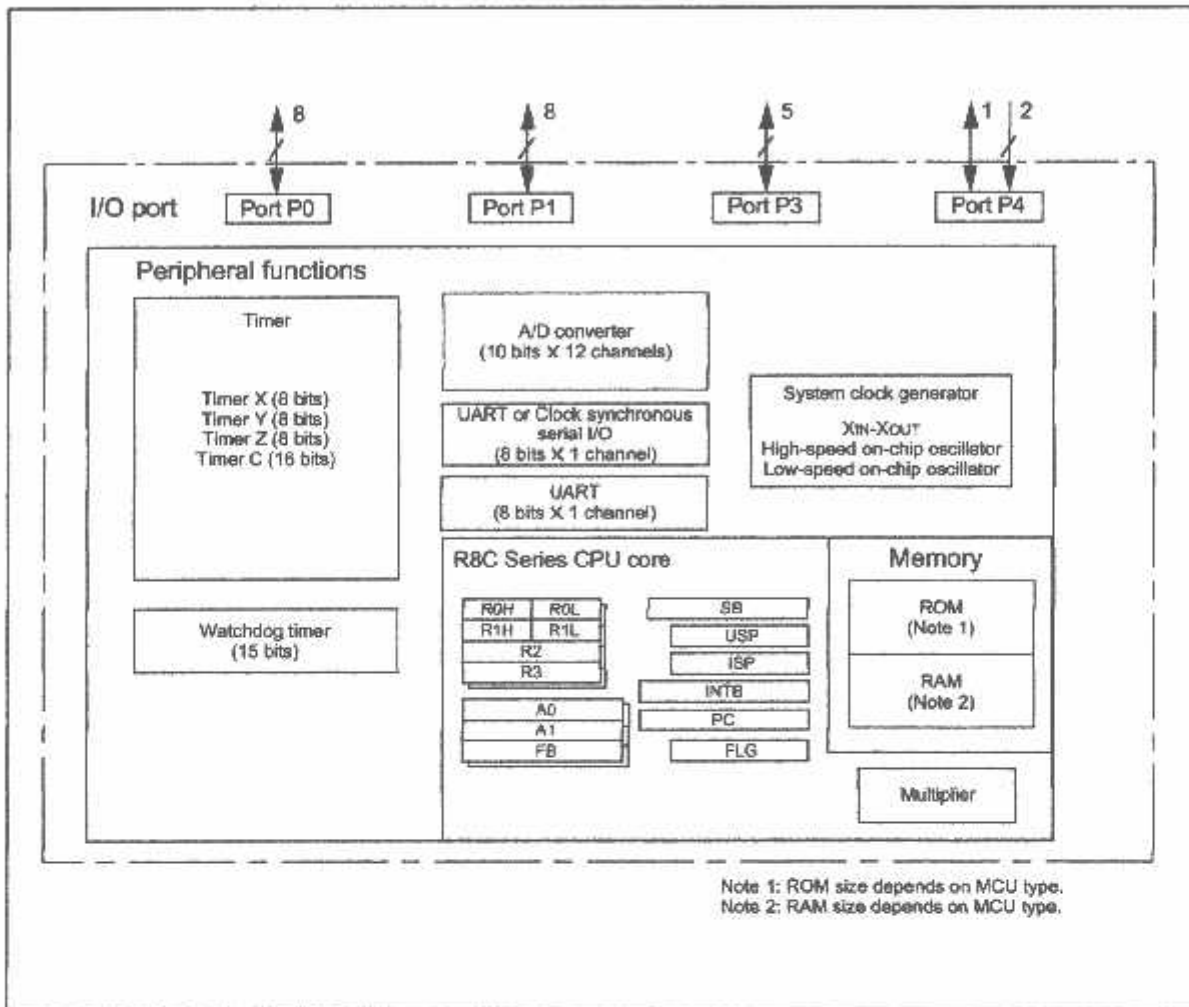 8
8
5
1
2
I/O port
Port P0
Port P1
Port P3
Port P4
Peripheral functions
Timer
Timer X (8 bits)
Timer Y (8 bits)
Timer Z (8 bits)
Timer C (16 bits)
Watchdog timer
(15 bits)
A/D converter
(10 bits X 12 channels)
UART or Clock synchronous
serial I/O
(8 bits X 1 channel)
UART
(8 bits X 1 channel)
System clock generator
XIN-XOUT
High-speed on-chip oscillator
Low-speed on-chip oscillator
R8C Series CPU core
R0H
R0L
R1H
R1L
R2
R3
A0
A1
FB
SB
USP
ISP
INTB
PC
FLG
Memory
ROM
(Note 1)
RAM
(Note 2)
Multiplier
Note 1: ROM size depends on MCU type.
Note 2: RAM size depends on MCU type.